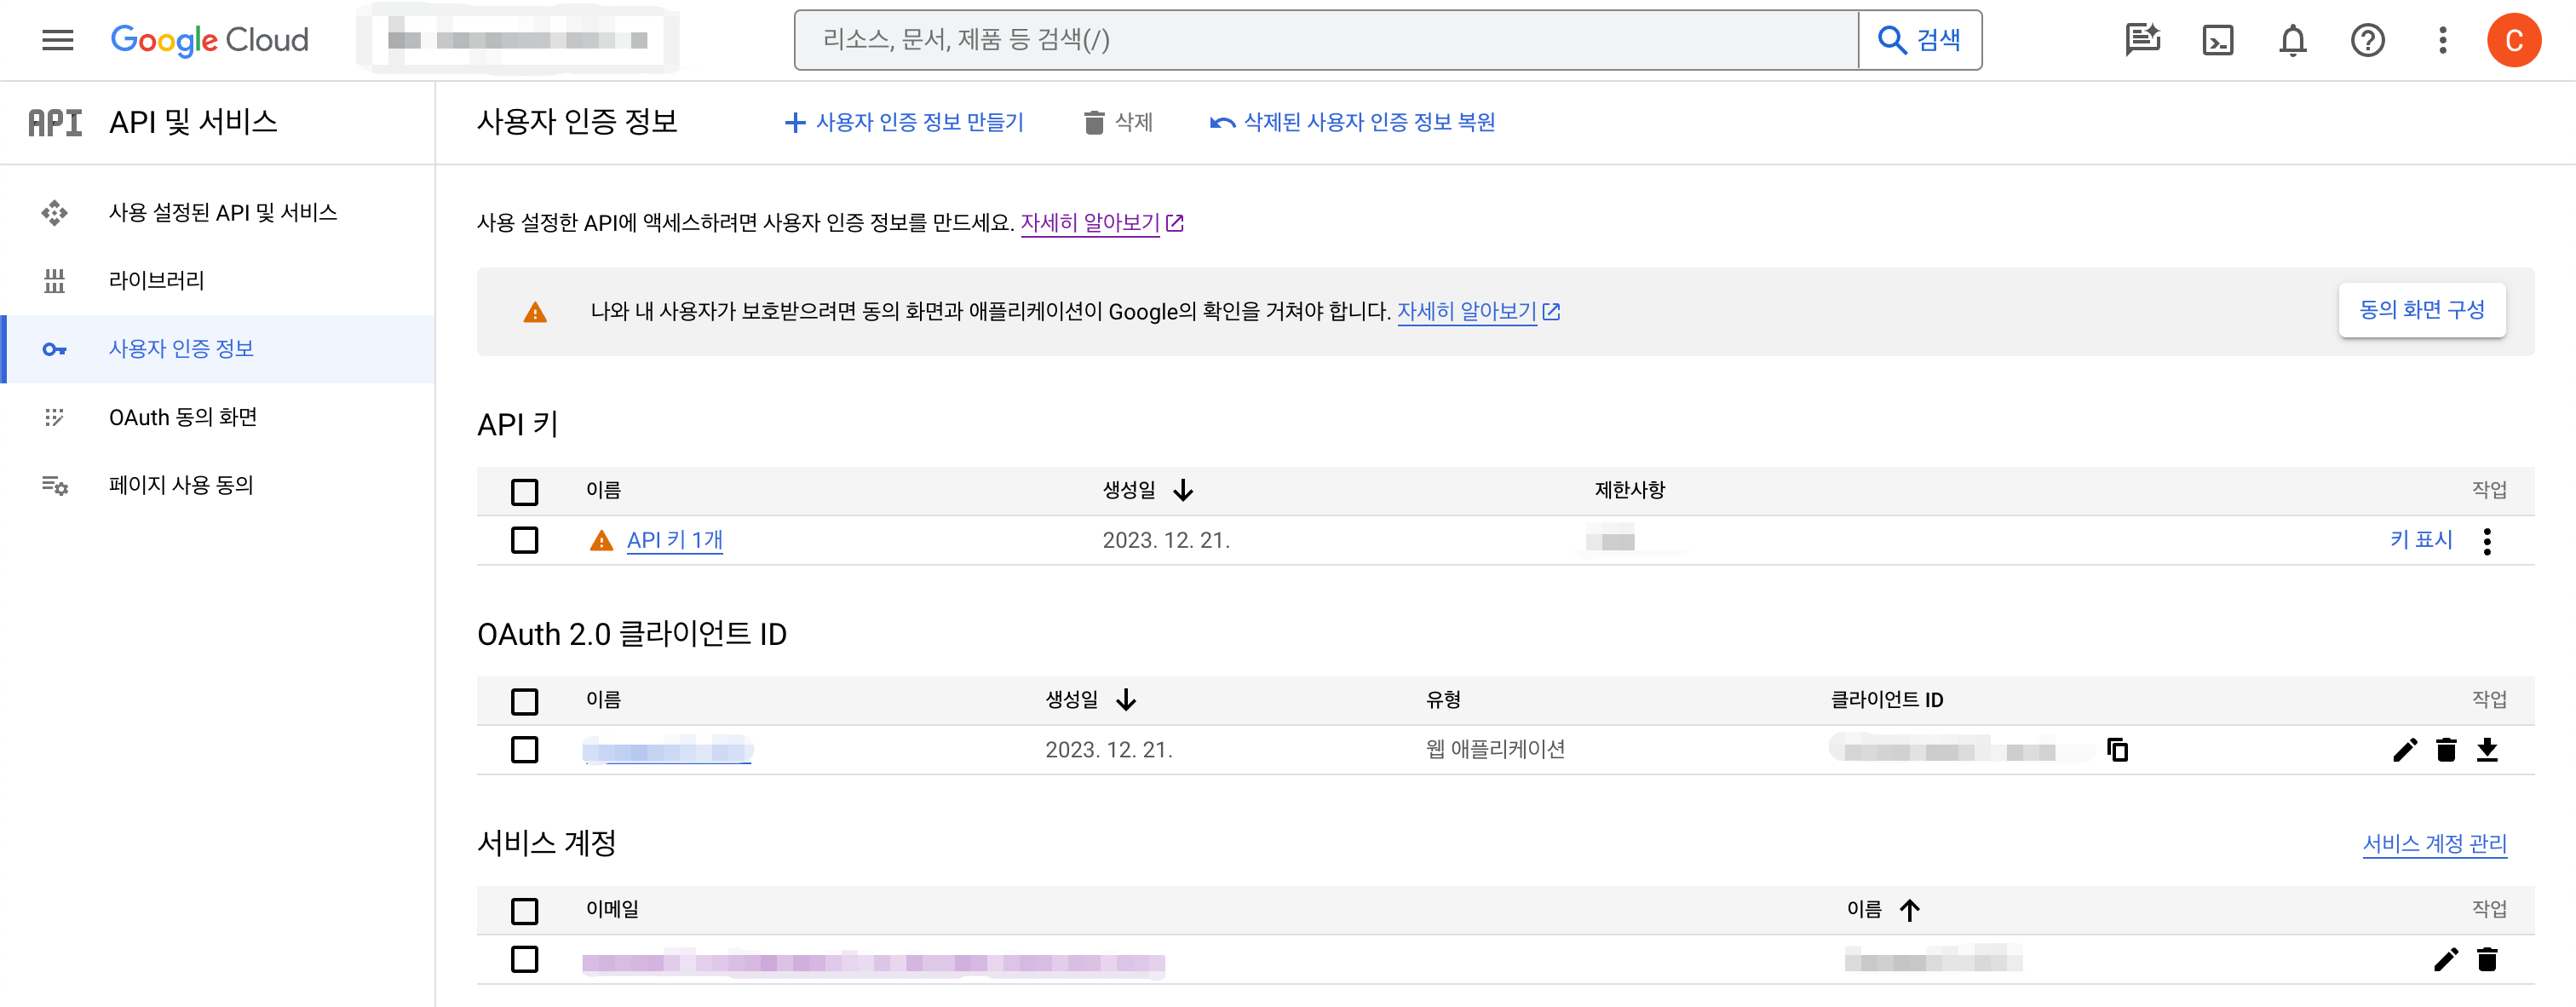 Google Cloud
리소스, 문서, 제품 등 검색(/)
검색
C
API API 및 서비스
사용자 인증 정보
사용자 인증 정보 만들기
삭제
삭제된 사용자 인증 정보 복원
사용 설정된 API 및 서비스
라이브러리
사용자 인증 정보
OAuth 동의 화면
페이지 사용 동의
사용 설정한 API에 액세스하려면 사용자 인증 정보를 만드세요. 자세히 알아보기
나와 내 사용자가 보호받으려면 동의 화면과 애플리케이션이 Google의 확인을 거쳐야 합니다. 자세히 알아보기
동의 화면 구성
API 키
이름 생성일 제한사항 작업
API 키 1개 2023. 12. 21. 키 표시
OAuth 2.0 클라이언트 ID
이름 생성일 유형 클라이언트 ID 작업
2023. 12. 21. 웹 애플리케이션
서비스 계정
서비스 계정 관리
이메일 이름 작업